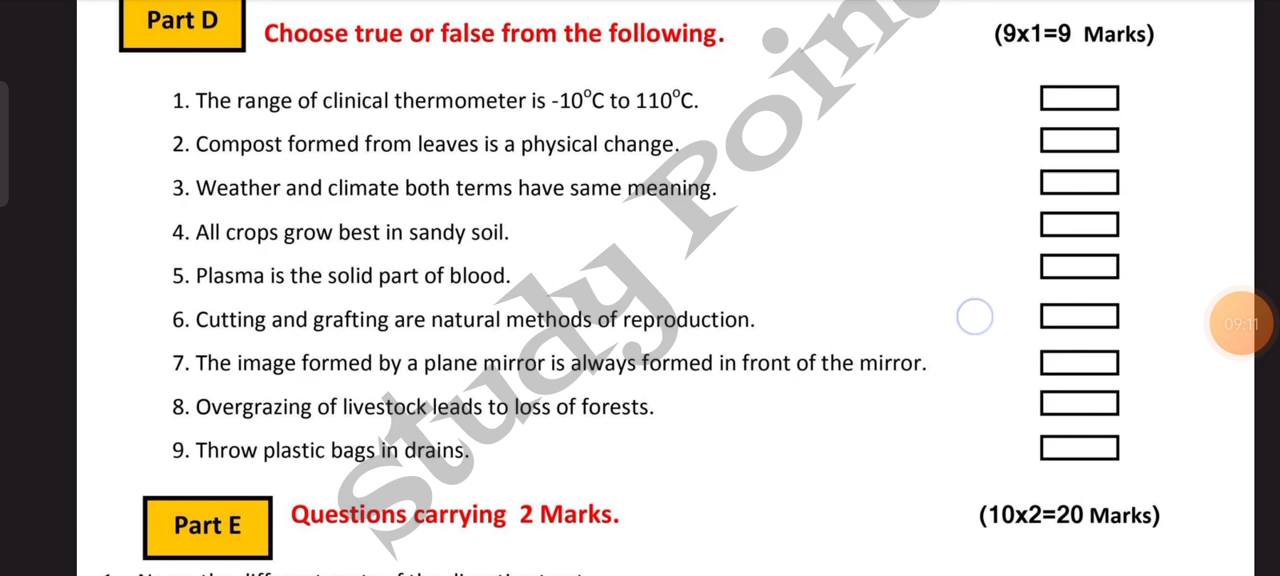 Part D
Choose true or false from the following. (9x1=9 Marks)
1. The range of clinical thermometer is -10°C to 110°C.
2. Compost formed from leaves is a physical change.
3. Weather and climate both terms have same meaning.
4. All crops grow best in sandy soil.
5. Plasma is the solid part of blood.
6. Cutting and grafting are natural methods of reproduction.
09:11
7. The image formed by a plane mirror is always formed in front of the mirror.
8. Overgrazing of livestock leads to loss of forests.
9. Throw plastic bags in drains.
Study Point
Part E
Questions carrying 2 Marks. (10x2=20 Marks)